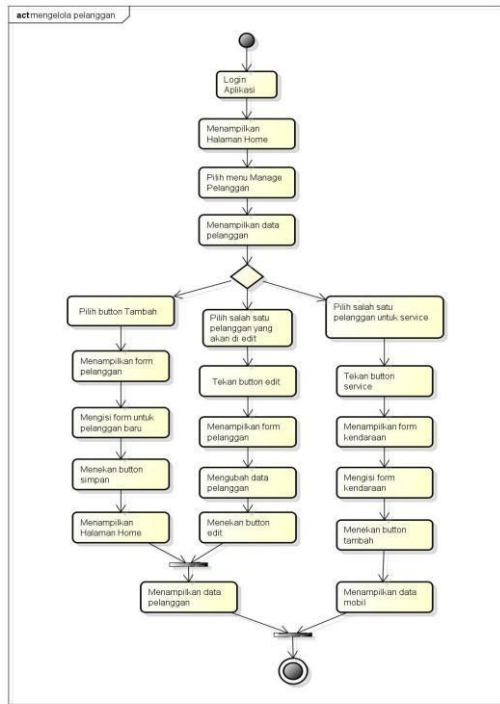 act mengelola pelanggan
Login
Aplikasi
Menampilkan
Halaman Home
Pilih menu Manage
Pelanggan
Menampilkan data
pelanggan
Pilih button Tambah
Menampilkan form
pelanggan
Mengisi form untuk
pelanggan baru
Menekan button
simpan
Menampilkan
Halaman Home
Pilih salah satu
pelanggan yang
akan di edit
Tekan button edit
Menampilkan form
pelanggan
Mengubah data
pelanggan
Menekan button
edit
Menampilkan data
pelanggan
Pilih salah satu
pelanggan untuk service
Tekan button
service
Menampilkan form
kendaraan
Mengisi form
kendaraan
Menekan button
tambah
Menampilkan data
mobil